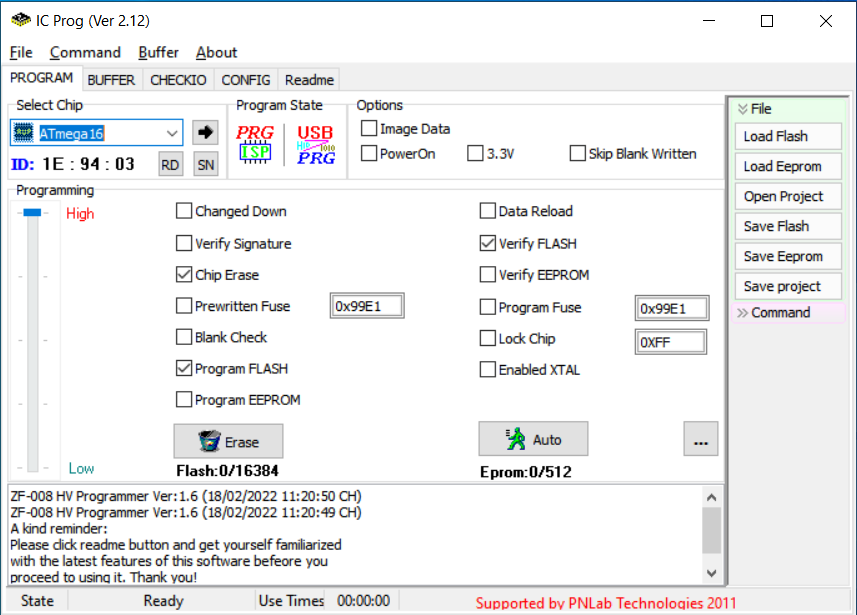 IC Prog (Ver 2.12)
File Command Buffer About
PROGRAM BUFFER CHECKIO CONFIG Readme
Select Chip
ATmega16
ID: 1E : 94 : 03 RD SN
Program State
PRG
ISP
USB
PRG
Options
Image Data
PowerOn 3.3V Skip Blank Written
Programming
High
Low
Changed Down
Verify Signature
Chip Erase
Prewritten Fuse 0x99E1
Blank Check
Program FLASH
Program EEPROM
Erase
Flash:0/16384
Data Reload
Verify FLASH
Verify EEPROM
Program Fuse 0x99E1
Lock Chip 0XFF
Enabled XTAL
Auto ...
Eprom:0/512
File
Load Flash
Load Eeprom
Open Project
Save Flash
Save Eeprom
Save project
Command
ZF-008 HV Programmer Ver:1.6 (18/02/2022 11:20:50 CH)
ZF-008 HV Programmer Ver:1.6 (18/02/2022 11:20:49 CH)
A kind reminder:
Please click readme button and get yourself familiarized
with the latest features of this software befeore you
proceed to using it. Thank you!
State Ready Use Times 00:00:00 Supported by PNLab Technologies 2011